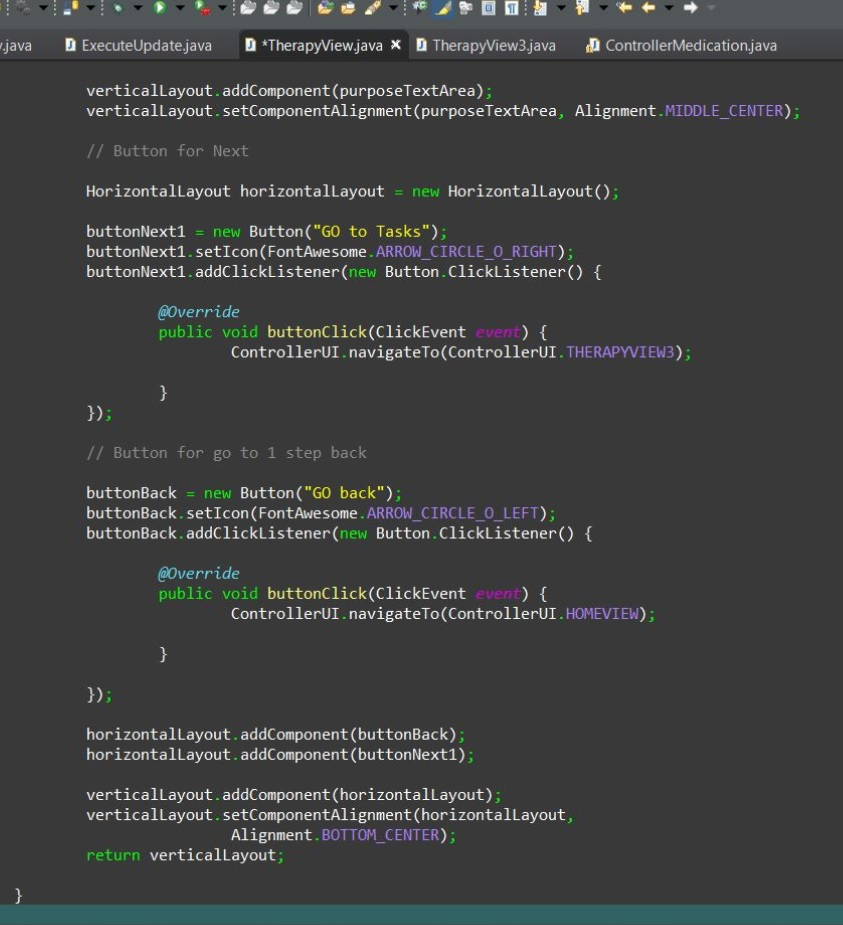 .java ExecuteUpdate.java *TherapyView.java TherapyView3.java ControllerMedication.java
verticalLayout.addComponent(purposeTextArea);
verticalLayout.setComponentAlignment(purposeTextArea, Alignment.MIDDLE_CENTER);
// Button for Next
HorizontalLayout horizontalLayout = new HorizontalLayout();
buttonNext1 = new Button("GO to Tasks");
buttonNext1.setIcon(FontAwesome.ARROW_CIRCLE_O_RIGHT);
buttonNext1.addClickListener(new Button.ClickListener() {
@Override
public void buttonClick(ClickEvent event) {
ControllerUI.navigateTo(ControllerUI.THERAPYVIEW3);
}
});
// Button for go to 1 step back
buttonBack = new Button("GO back");
buttonBack.setIcon(FontAwesome.ARROW_CIRCLE_O_LEFT);
buttonBack.addClickListener(new Button.ClickListener() {
@Override
public void buttonClick(ClickEvent event) {
ControllerUI.navigateTo(ControllerUI.HOMEVIEW);
}
});
horizontalLayout.addComponent(buttonBack);
horizontalLayout.addComponent(buttonNext1);
verticalLayout.addComponent(horizontalLayout);
verticalLayout.setComponentAlignment(horizontalLayout,
Alignment.BOTTOM_CENTER);
return verticalLayout;
}